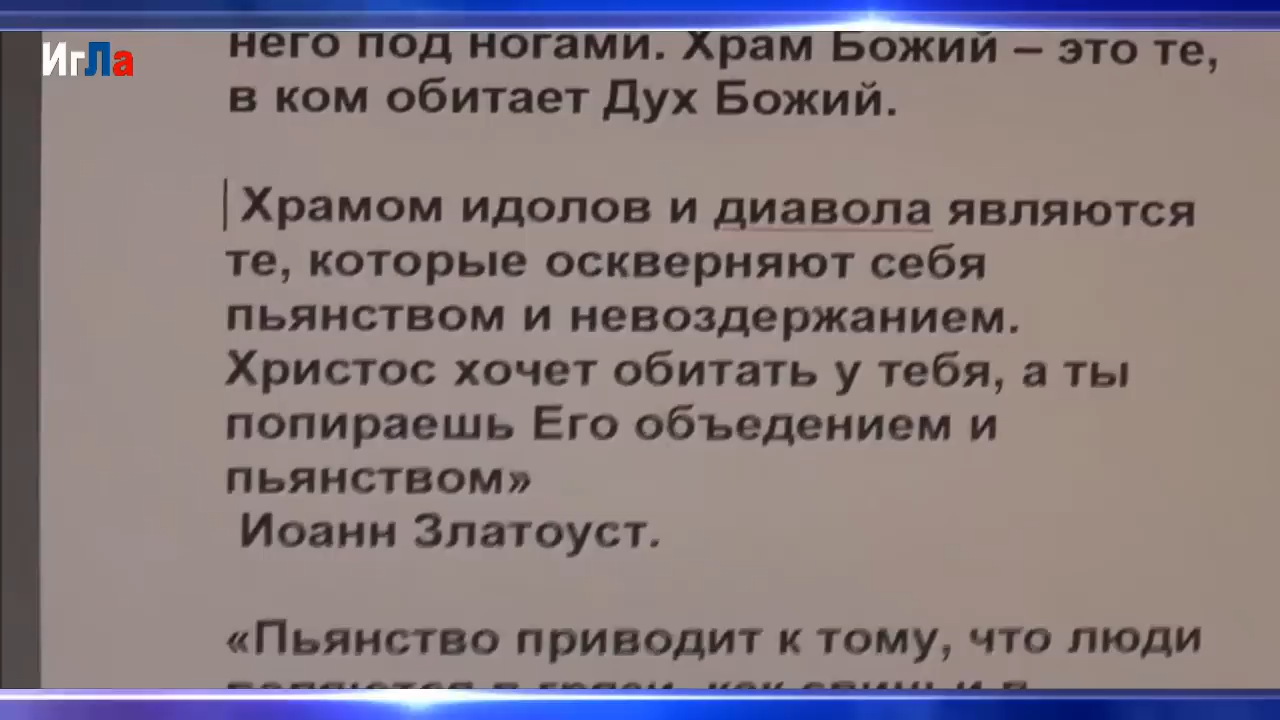 ИгЛа
него под ногами. Храм Божий – это те,
в ком обитает Дух Божий.
Храмом идолов и диавола являются
те, которые оскверняют себя
пьянством и невоздержанием.
Христос хочет обитать у тебя, а ты
попираешь Его объедением и
пьянством»
Иоанн Златоуст.
«Пьянство приводит к тому, что люди